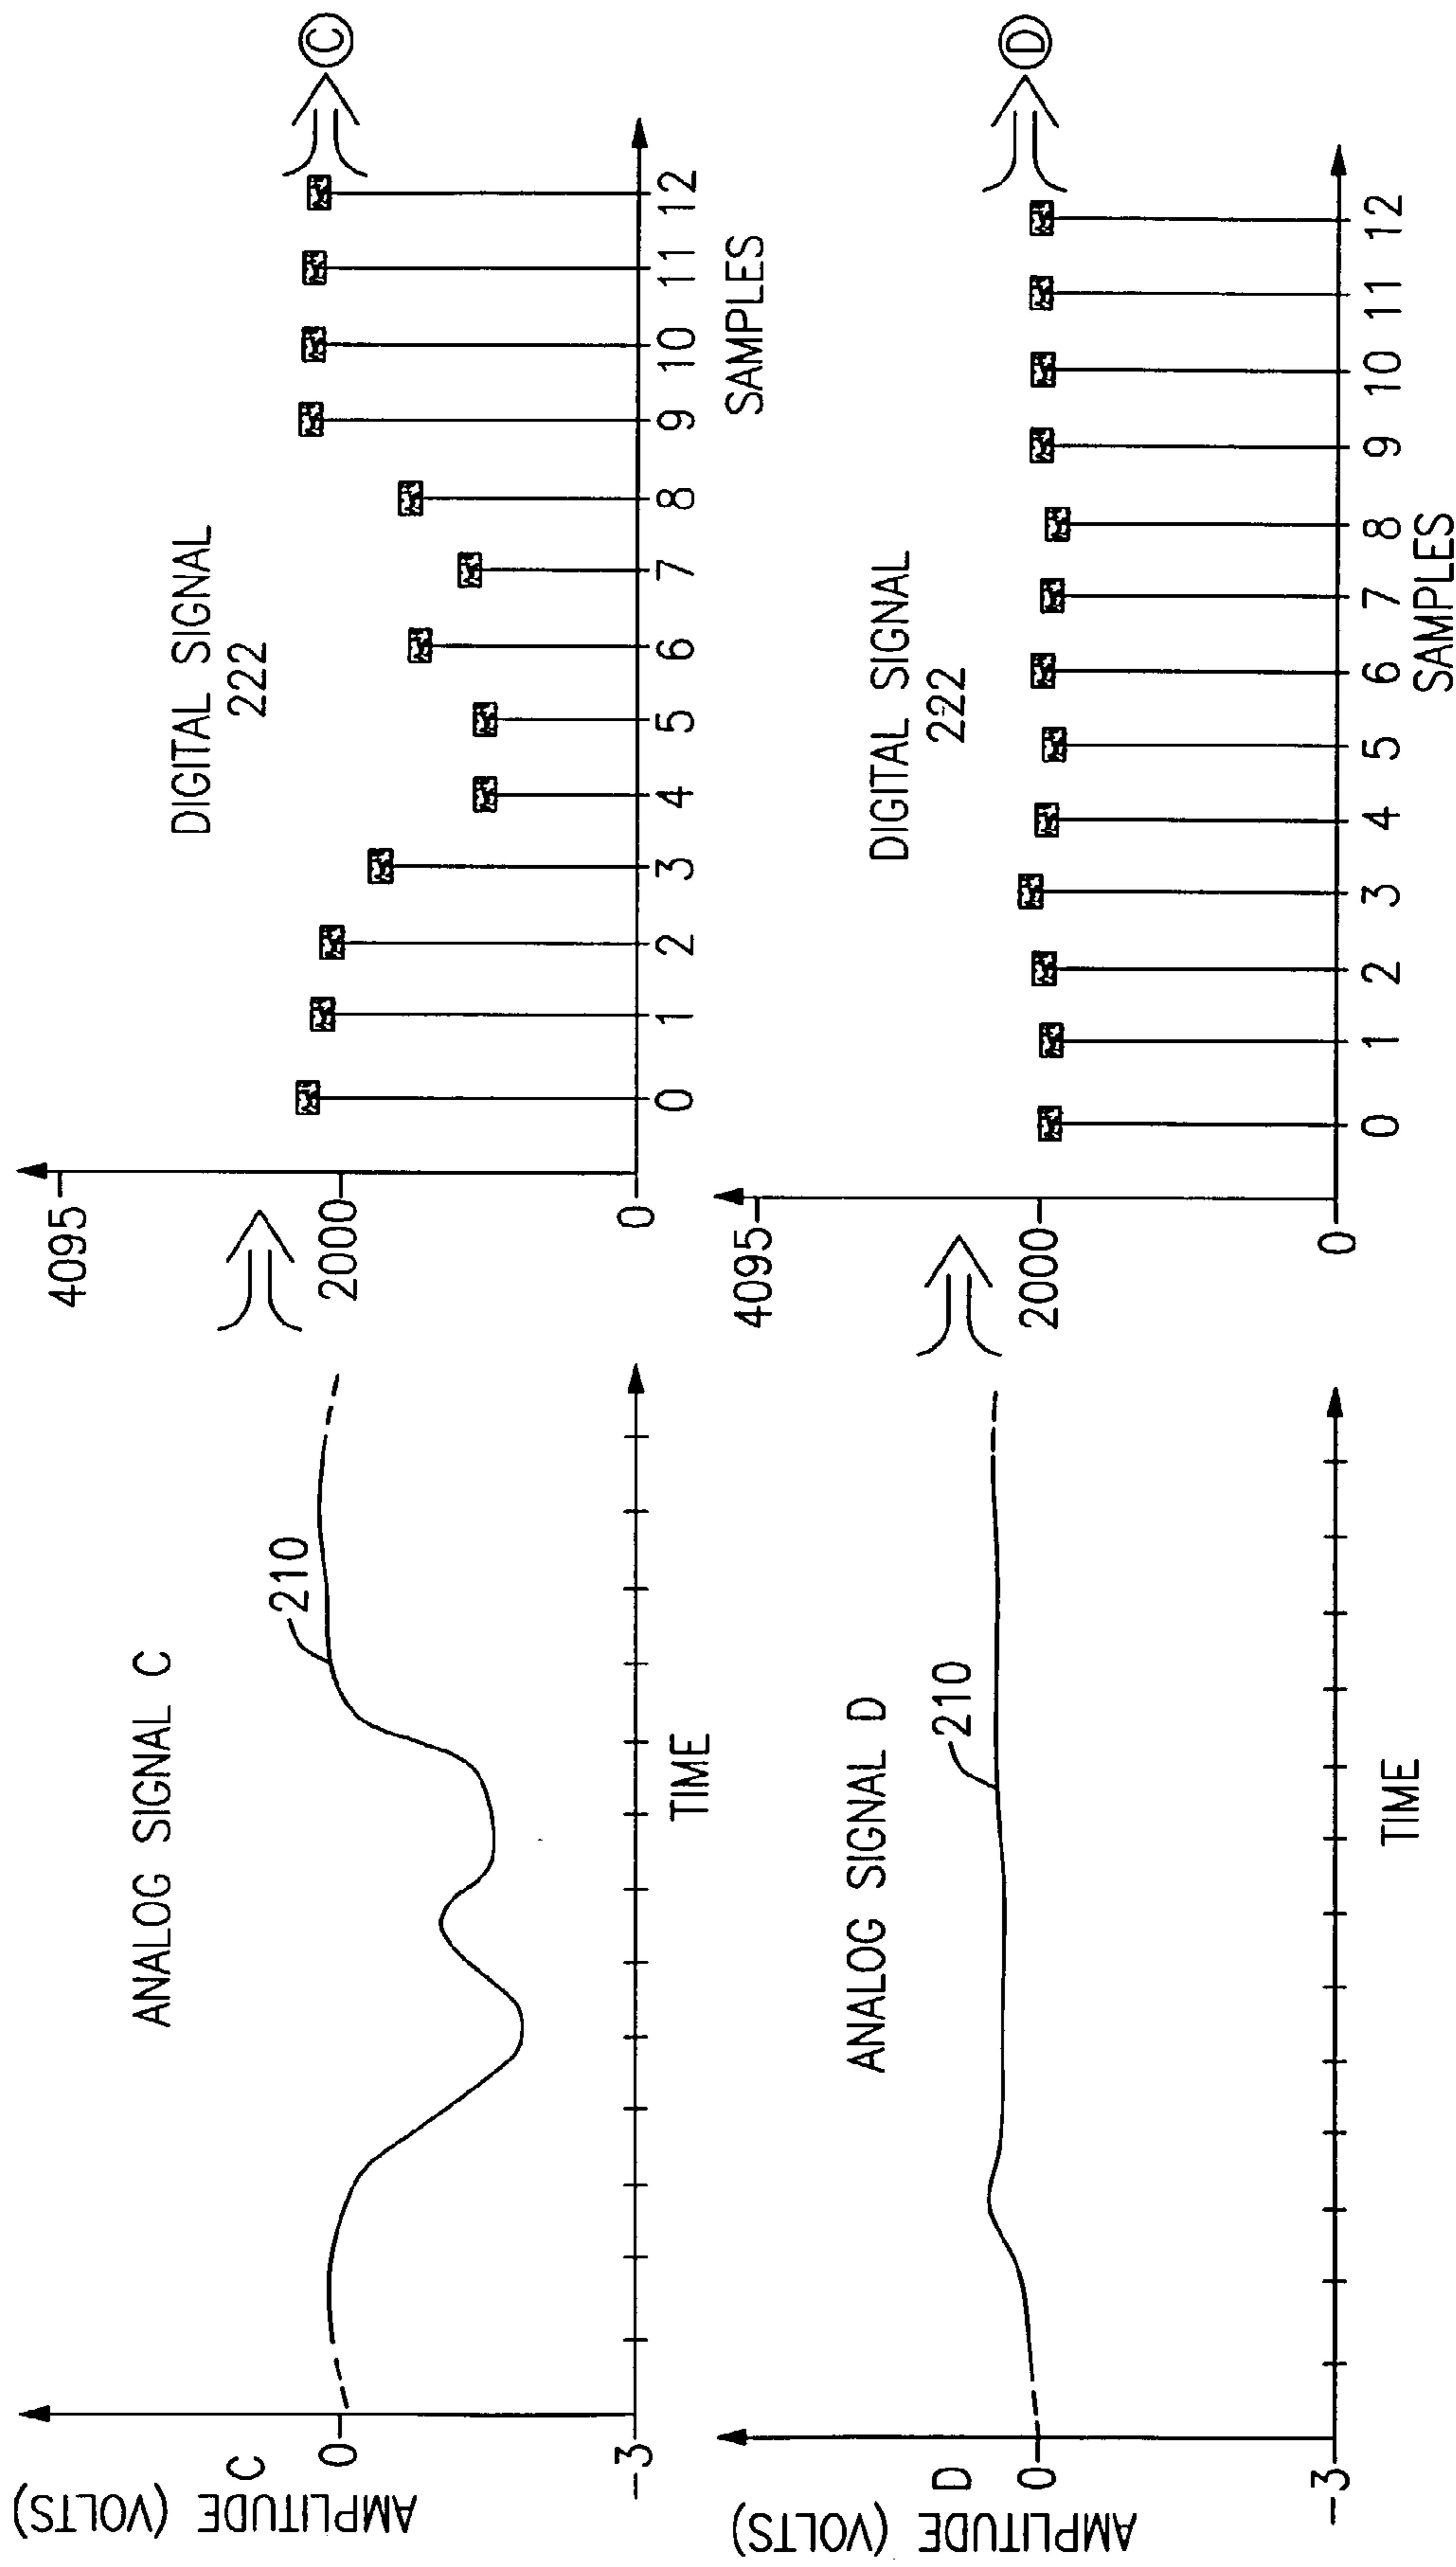 ANALOG SIGNAL C
AMPLITUDE (VOLTS)
C
0
-3
210
TIME
DIGITAL SIGNAL
222
4095
2000
0
0 1 2 3 4 5 6 7 8 9 10 11 12
SAMPLES
C
ANALOG SIGNAL D
AMPLITUDE (VOLTS)
D
0
-3
210
TIME
DIGITAL SIGNAL
222
4095
2000
0
0 1 2 3 4 5 6 7 8 9 10 11 12
SAMPLES
D